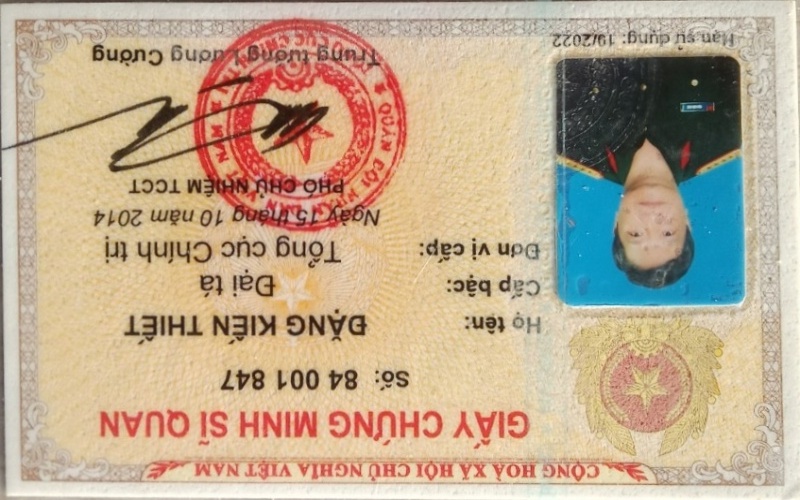 CỘNG HOÀ XÃ HỘI CHỦ NGHĨA VIỆT NAM
GIẤY CHỨNG MINH SĨ QUAN
Số: 84 001 847
Họ tên: ĐẶNG KIẾN THIẾT
Cấp bậc: Đại tá
Đơn vị cấp: Tổng cục Chính trị
Ngày 15 tháng 10 năm 2014
PHÓ CHỦ NHIỆM TCCT
Trung tướng Lương Cường
Hạn sử dụng: 19/2022